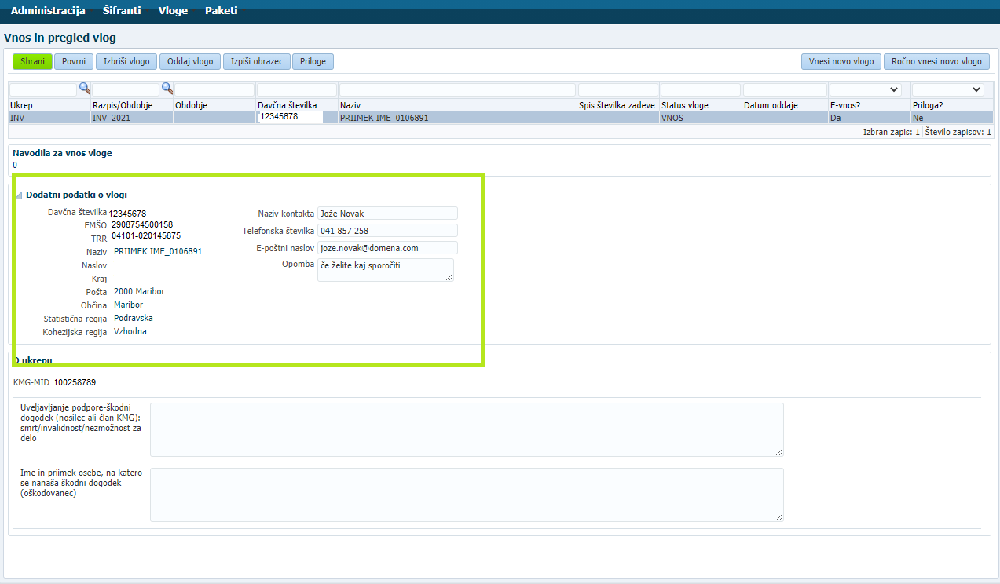 Administracija Šifranti Vloge Paketi
Vnos in pregled vlog
Shrani Povrni Izbriši vlogo Oddaj vlogo Izpiši obrazec Priloge Vnesi novo vlogo Ročno vnesi novo vlogo
Ukrep Razpis/Obdobje Obdobje Davčna številka Naziv Spis številka zadeve Status vloge Datum oddaje E-vnos? Priloga?
INV INV_2021 12345678 PRIIMEK IME_0106891 VNOS Da Ne
Izbran zapis: 1 Število zapisov: 1
Navodila za vnos vloge
0
Dodatni podatki o vlogi
Davčna številka 12345678
EMŠO 2908754500158
TRR 04101-020145875
Naziv PRIIMEK IME_0106891
Naslov
Kraj
Pošta 2000 Maribor
Občina Maribor
Statistična regija Podravska
Kohezijska regija Vzhodna
Naziv kontakta Jože Novak
Telefonska številka 041 857 258
E-poštni naslov joze.novak@domena.com
Opomba če želite kaj sporočiti
O ukrepu
KMG-MID 100258789
Uveljavljanje podpore-škodni
dogodek (nosilec ali član KMG):
smrt/invalidnost/nezmožnost za
delo
Ime in priimek osebe, na katero
se nanaša škodni dogodek
(oškodovanec)